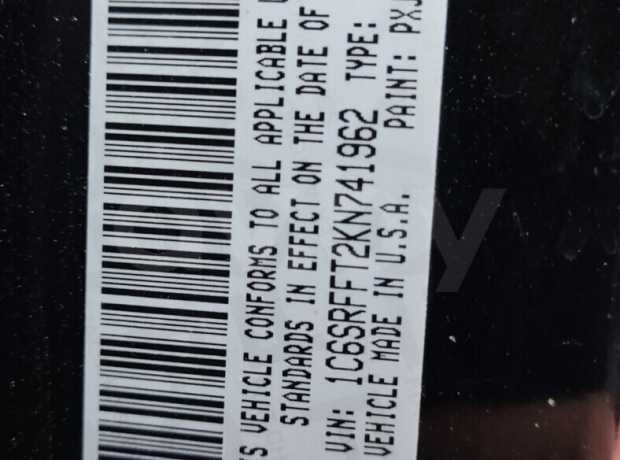 VEHICLE CONFORMS TO ALL APPLICABLE
STANDARDS IN EFFECT ON THE DATE OF
VIN: 1C6SRFFT2KN741962 TYPE:
VEHICLE MADE IN U.S.A. PAINT: PXJ